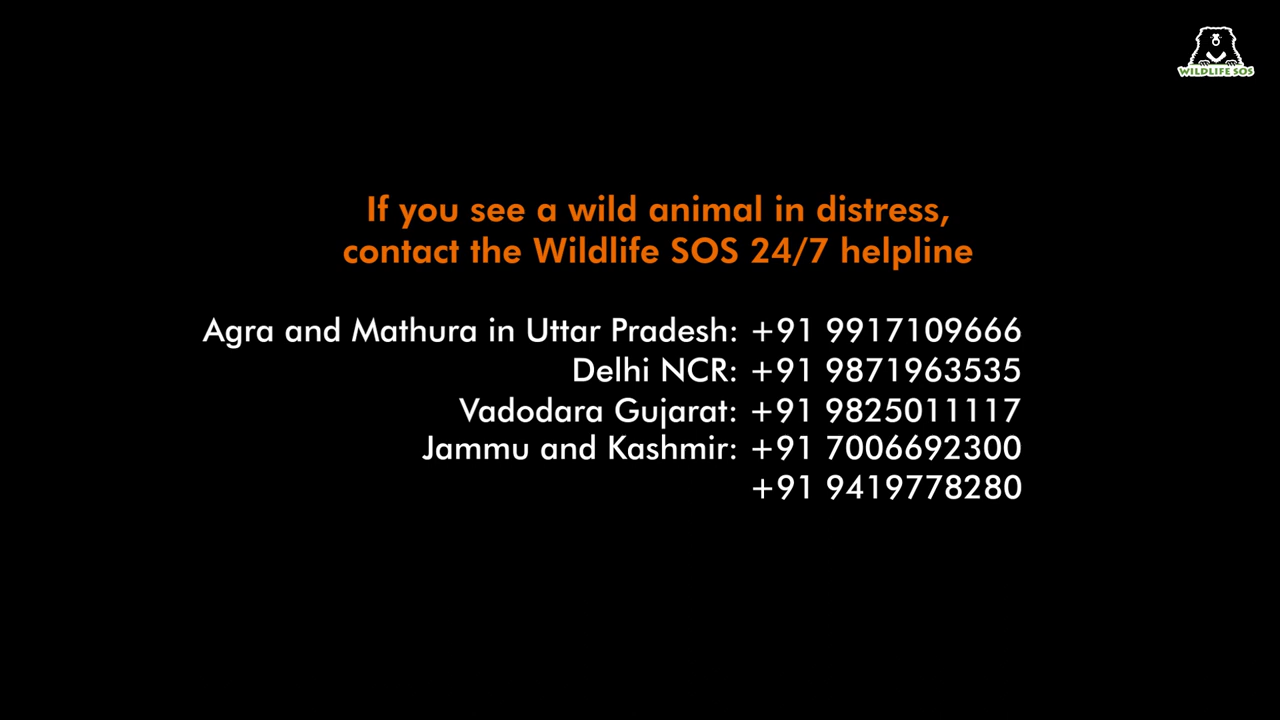 WILDLIFE SOS
If you see a wild animal in distress,
contact the Wildlife SOS 24/7 helpline
Agra and Mathura in Uttar Pradesh: +91 9917109666
Delhi NCR: +91 9871963535
Vadodara Gujarat: +91 9825011117
Jammu and Kashmir: +91 7006692300
+91 9419778280